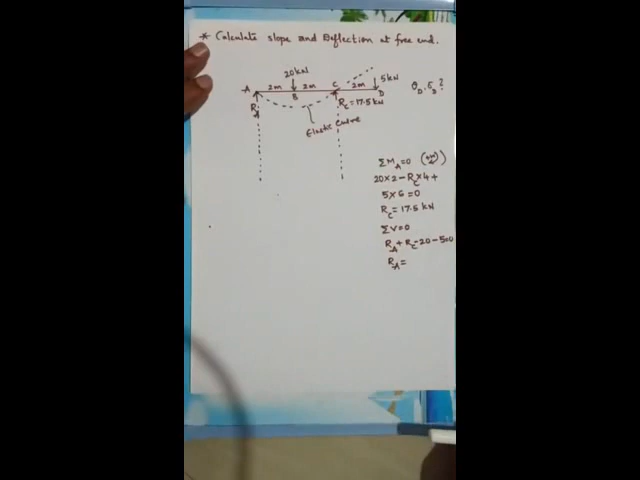 * Calculate slope and Deflection at free end.
20kN
5kN
A 2m 2m C 2m
B D
θD, δD ?
RA
RC = 17.5 kN
Elastic curve
ΣMA=0 (↻)
20×2 − RC×4 +
5×6 =0
RC= 17.5 kN
ΣV=0
RA + RC −20 −5=0
RA =